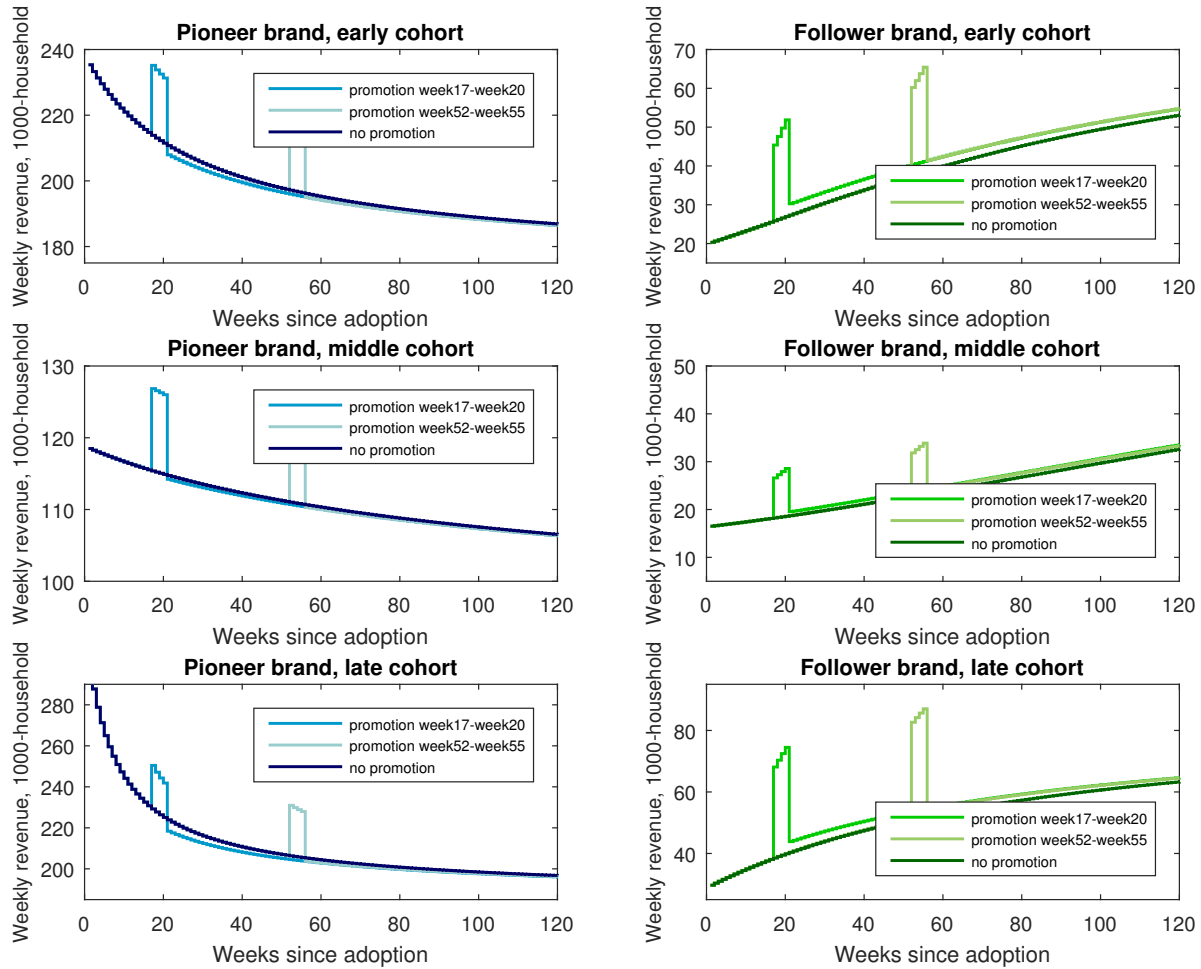 Pioneer brand, early cohort
Weekly revenue, 1000-household
240
220
200
180
promotion week17-week20
promotion week52-week55
no promotion
0 20 40 60 80 100 120
Weeks since adoption
Follower brand, early cohort
Weekly revenue, 1000-household
70
60
50
40
30
20
promotion week17-week20
promotion week52-week55
no promotion
0 20 40 60 80 100 120
Weeks since adoption
Pioneer brand, middle cohort
Weekly revenue, 1000-household
130
120
110
100
promotion week17-week20
promotion week52-week55
no promotion
0 20 40 60 80 100 120
Weeks since adoption
Follower brand, middle cohort
Weekly revenue, 1000-household
50
40
30
20
10
promotion week17-week20
promotion week52-week55
no promotion
0 20 40 60 80 100 120
Weeks since adoption
Pioneer brand, late cohort
Weekly revenue, 1000-household
280
260
240
220
200
promotion week17-week20
promotion week52-week55
no promotion
0 20 40 60 80 100 120
Weeks since adoption
Follower brand, late cohort
Weekly revenue, 1000-household
80
60
40
promotion week17-week20
promotion week52-week55
no promotion
0 20 40 60 80 100 120
Weeks since adoption